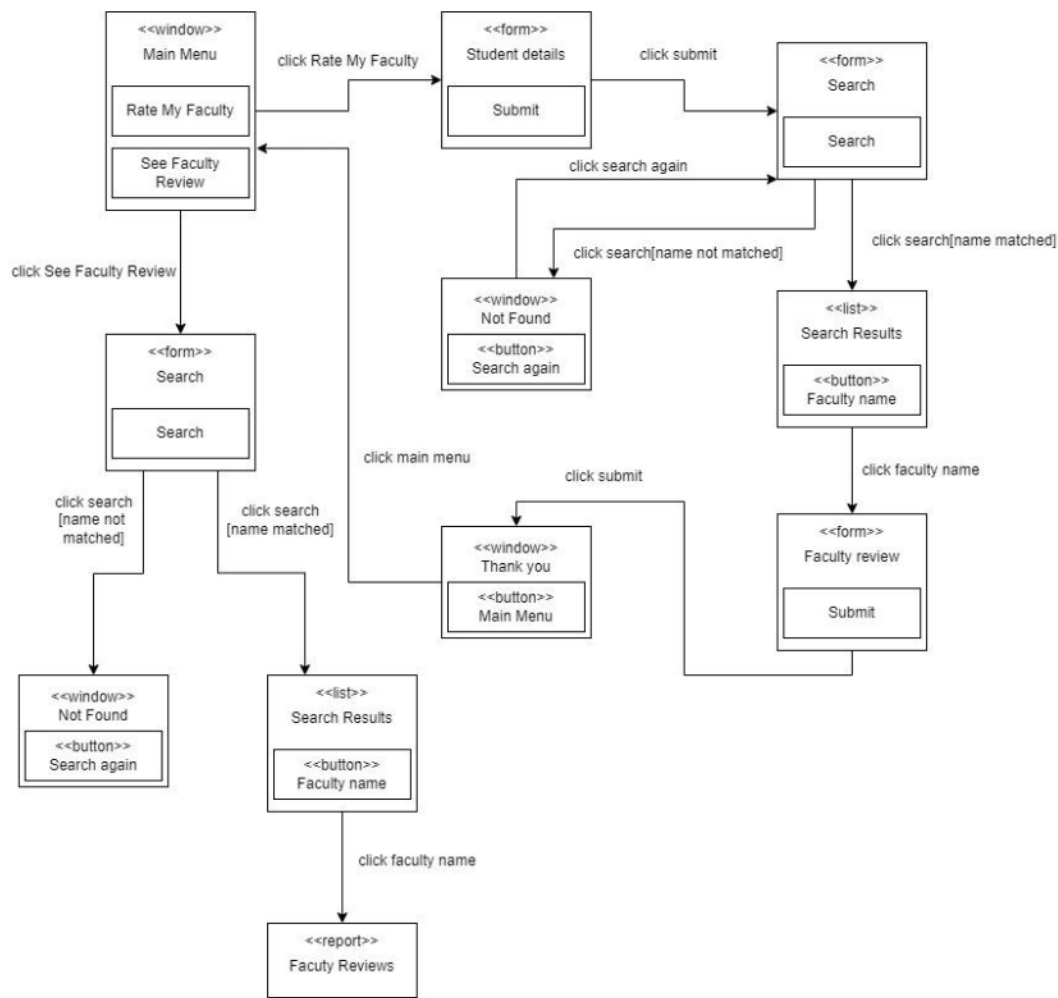 <<window>>
Main Menu
Rate My Faculty
See Faculty
Review
click Rate My Faculty
<<form>>
Student details
Submit
click submit
<<form>>
Search
Search
click search again
click search[name not matched]
click search[name matched]
<<window>>
Not Found
<<button>>
Search again
<<list>>
Search Results
<<button>>
Faculty name
click faculty name
<<form>>
Faculty review
Submit
click submit
<<window>>
Thank you
<<button>>
Main Menu
click main menu
click See Faculty Review
<<form>>
Search
Search
click search
[name not
matched]
click search
[name matched]
<<window>>
Not Found
<<button>>
Search again
<<list>>
Search Results
<<button>>
Faculty name
click faculty name
<<report>>
Facuty Reviews